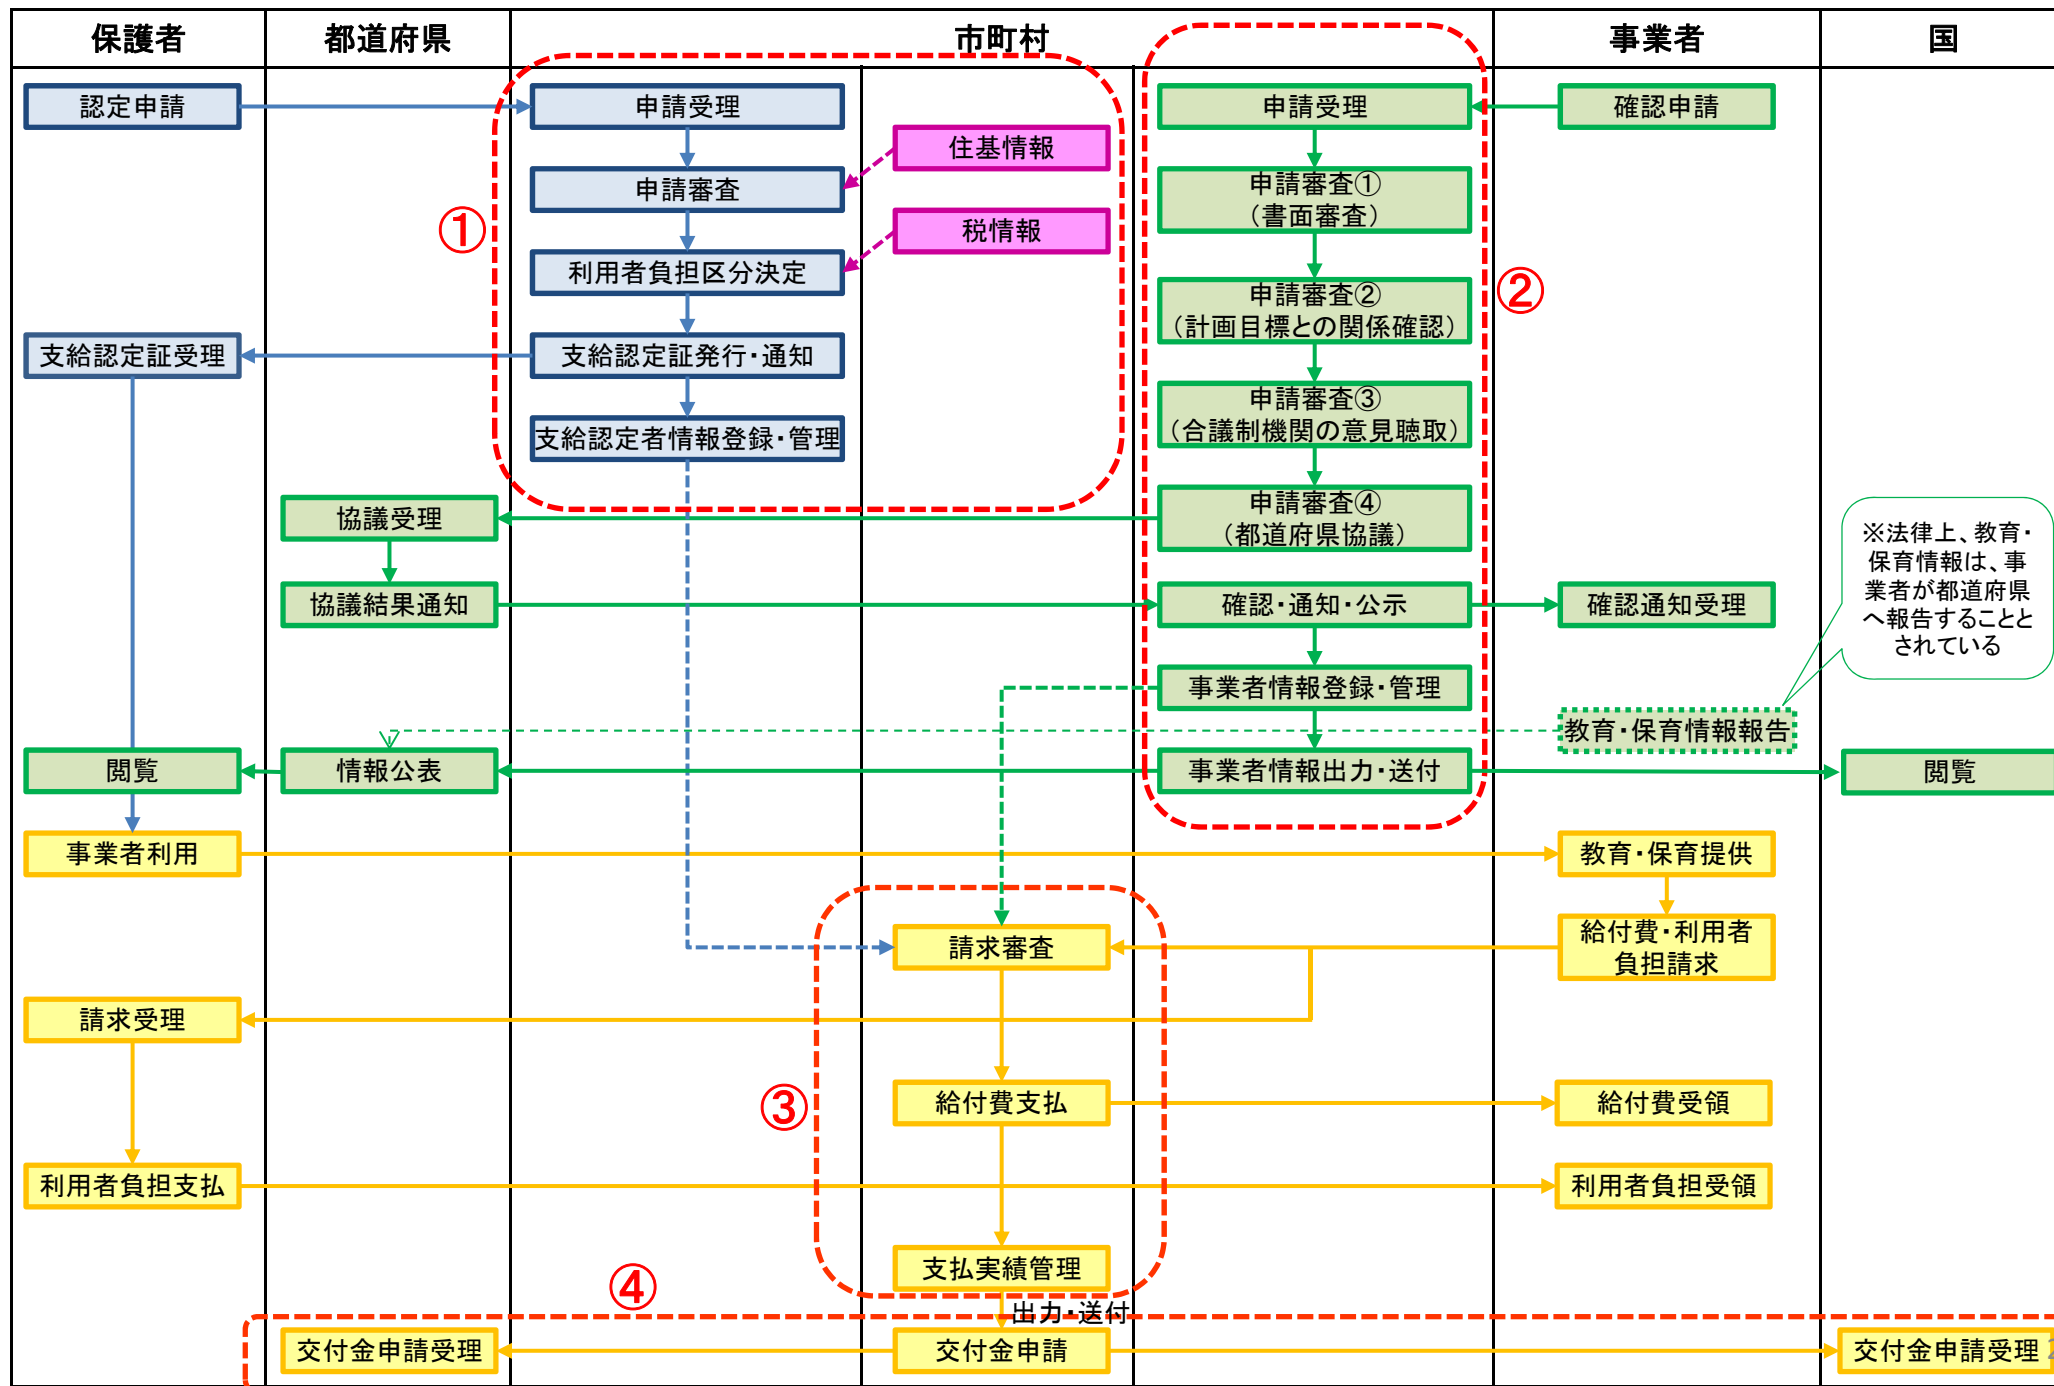 保護者
都道府県
市町村
事業者
国
認定申請
申請受理
申請受理
確認申請
住基情報
申請審査
申請審査①
（書面審査）
①
税情報
利用者負担区分決定
申請審査②
（計画目標との関係確認）
②
支給認定証受理
支給認定証発行・通知
申請審査③
（合議制機関の意見聴取）
支給認定者情報登録・管理
協議受理
申請審査④
（都道府県協議）
※法律上、教育・
保育情報は、事
業者が都道府県
へ報告することと
されている
協議結果通知
確認・通知・公示
確認通知受理
事業者情報登録・管理
教育・保育情報報告
閲覧
情報公表
事業者情報出力・送付
閲覧
事業者利用
教育・保育提供
請求審査
給付費・利用者
負担請求
請求受理
③
給付費支払
給付費受領
利用者負担支払
利用者負担受領
支払実績管理
④
出力・送付
交付金申請受理
交付金申請
交付金申請受理
2